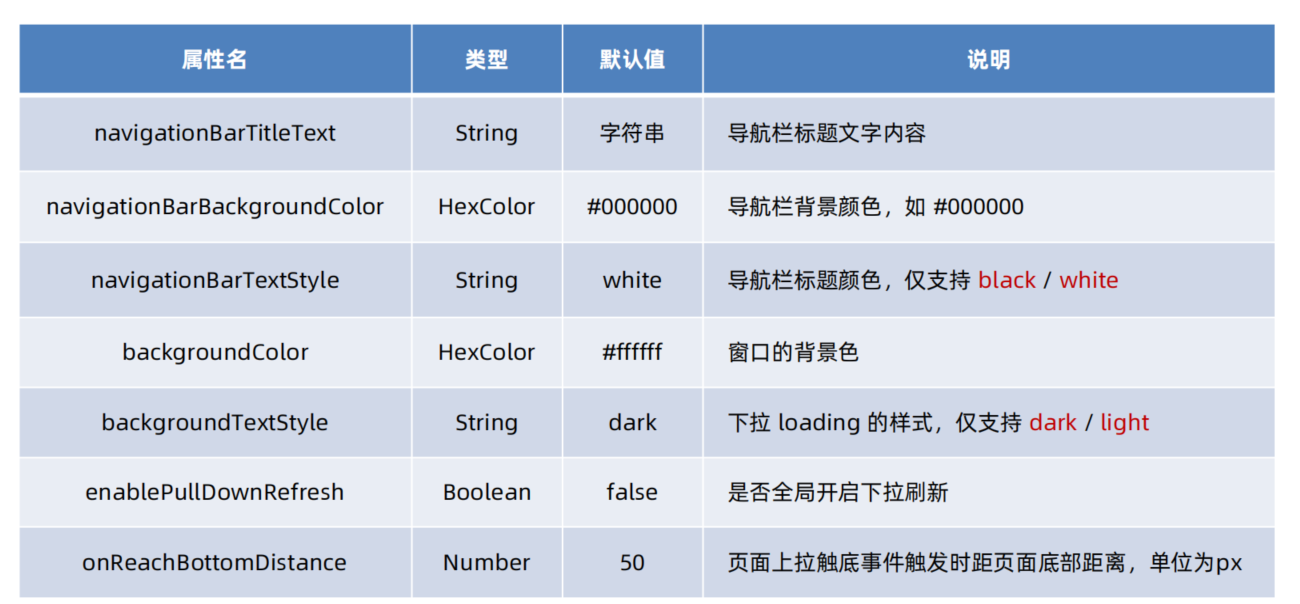 属性名 类型 默认值 说明
navigationBarTitleText String 字符串 导航栏标题文字内容
navigationBarBackgroundColor HexColor #000000 导航栏背景颜色，如 #000000
navigationBarTextStyle String white 导航栏标题颜色，仅支持 black / white
backgroundColor HexColor #ffffff 窗口的背景色
backgroundTextStyle String dark 下拉 loading 的样式，仅支持 dark / light
enablePullDownRefresh Boolean false 是否全局开启下拉刷新
onReachBottomDistance Number 50 页面上拉触底事件触发时距页面底部距离，单位为px